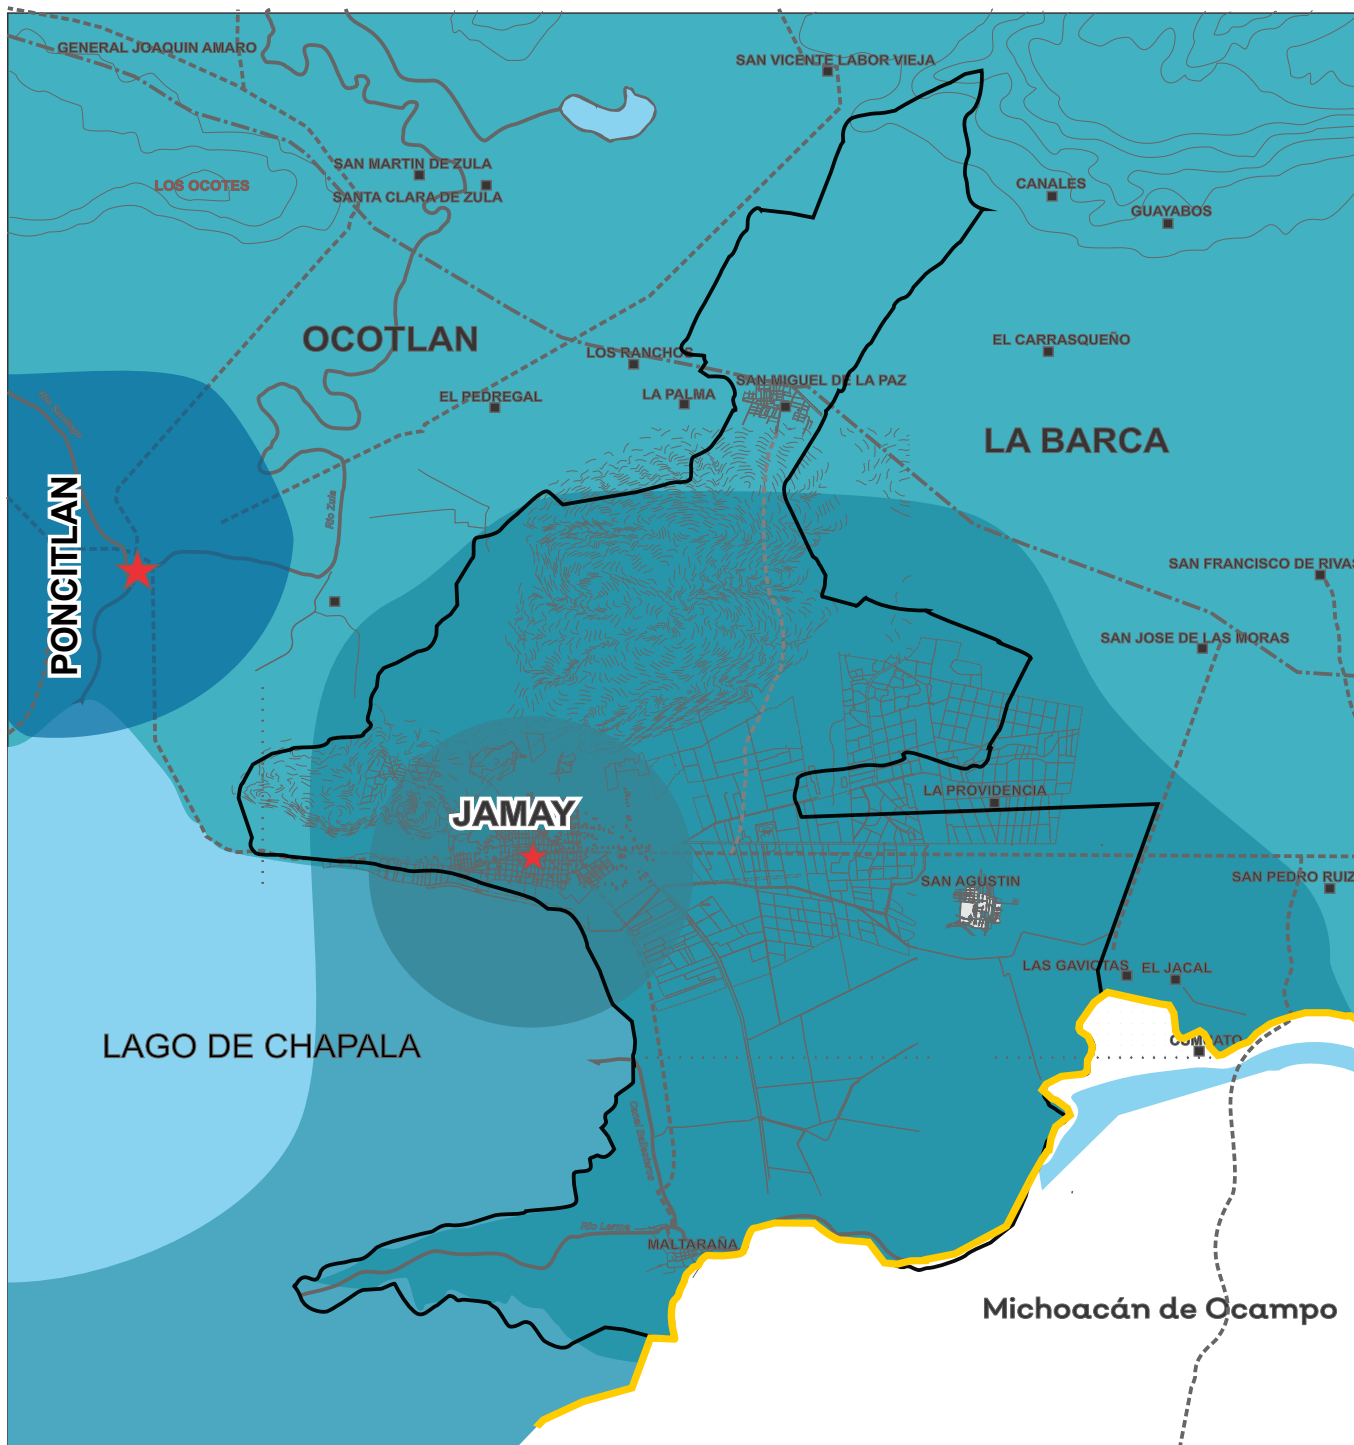 GENERAL JOAQUIN AMARO
SAN VICENTE LABOR VIEJA
SAN MARTIN DE ZULA
LOS OCOTES
SANTA CLARA DE ZULA
CANALES
GUAYABOS
OCOTLAN
EL CARRASQUEÑO
LOS RANCHOS
SAN MIGUEL DE LA PAZ
EL PEDREGAL
LA PALMA
Río Santiago
LA BARCA
Río Zula
PONCITLAN
SAN FRANCISCO DE RIVAS
SAN JOSE DE LAS MORAS
LA PROVIDENCIA
JAMAY
SAN AGUSTIN
SAN PEDRO RUIZ
LAS GAVIOTAS
EL JACAL
LAGO DE CHAPALA
CUMUATO
Río Lerma
MALTARAÑA
Michoacán de Ocampo